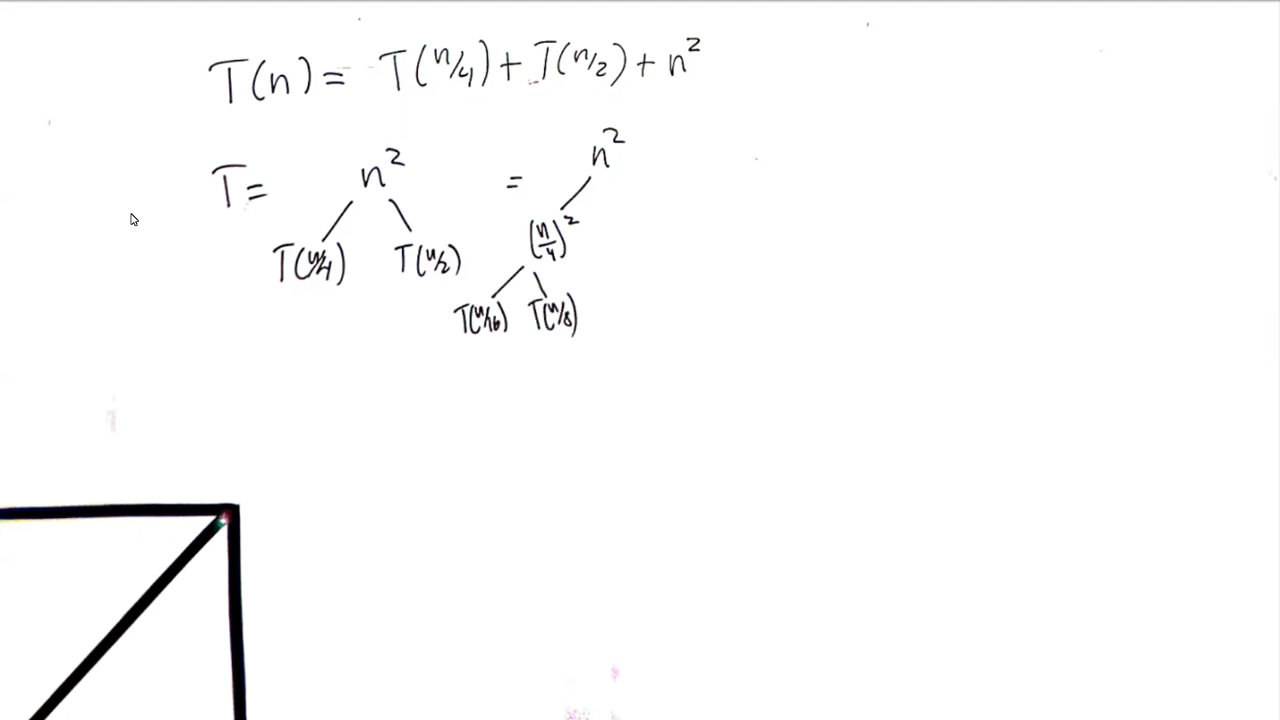 T(n) = T(n/4) + T(n/2) + n²
T = n² = n²
T(n/4) T(n/2) (n/4)²
T(n/16) T(n/8)